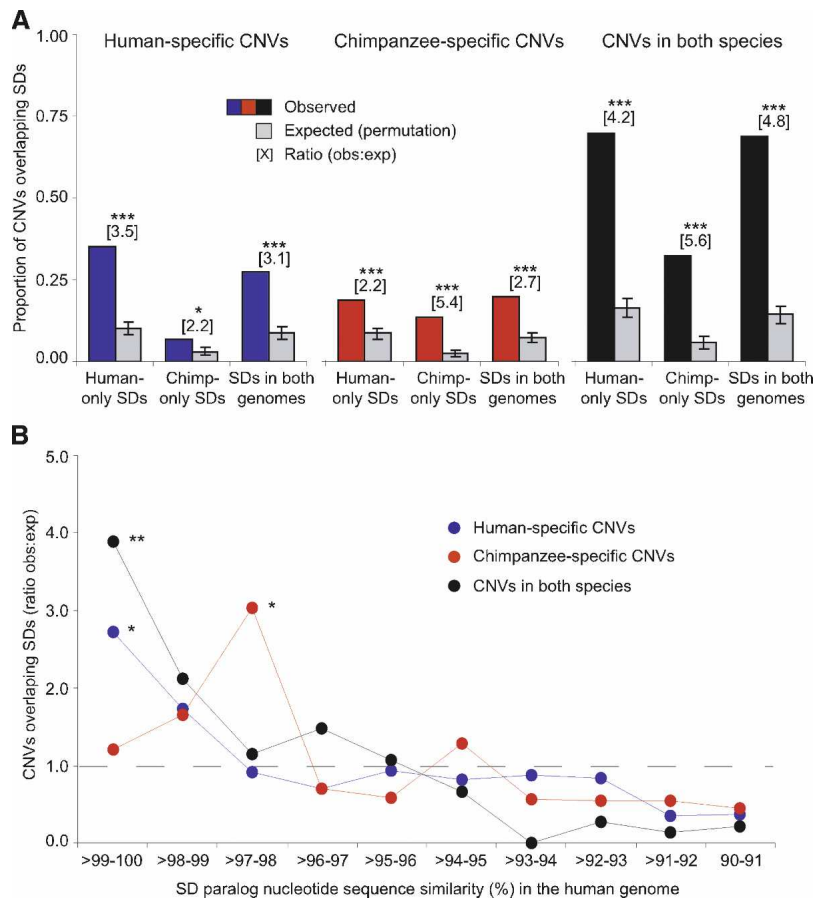 A
Human-specific CNVs
Chimpanzee-specific CNVs
CNVs in both species
Proportion of CNVs overlapping SDs
1.00
0.75
0.50
0.25
0.00
Observed
Expected (permutation)
[X] Ratio (obs:exp)
***
[3.5]
*
[2.2]
***
[3.1]
***
[2.2]
***
[5.4]
***
[2.7]
***
[4.2]
***
[5.6]
***
[4.8]
Human-
only SDs
Chimp-
only SDs
SDs in both
genomes
Human-
only SDs
Chimp-
only SDs
SDs in both
genomes
Human-
only SDs
Chimp-
only SDs
SDs in both
genomes
B
CNVs overlaping SDs (ratio obs:exp)
5.0
4.0
3.0
2.0
1.0
0.0
**
*
*
Human-specific CNVs
Chimpanzee-specific CNVs
CNVs in both species
>99-100 >98-99 >97-98 >96-97 >95-96 >94-95 >93-94 >92-93 >91-92 90-91
SD paralog nucleotide sequence similarity (%) in the human genome